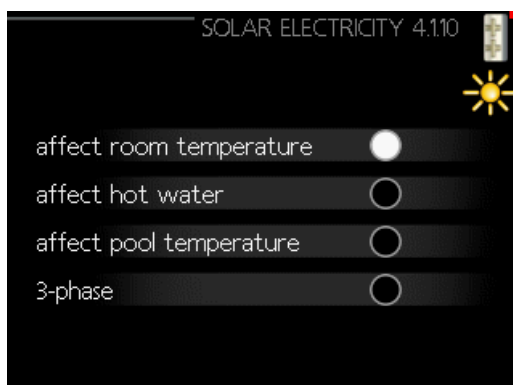 SOLAR ELECTRICITY 4.1.10
affect room temperature
affect hot water
affect pool temperature
3-phase